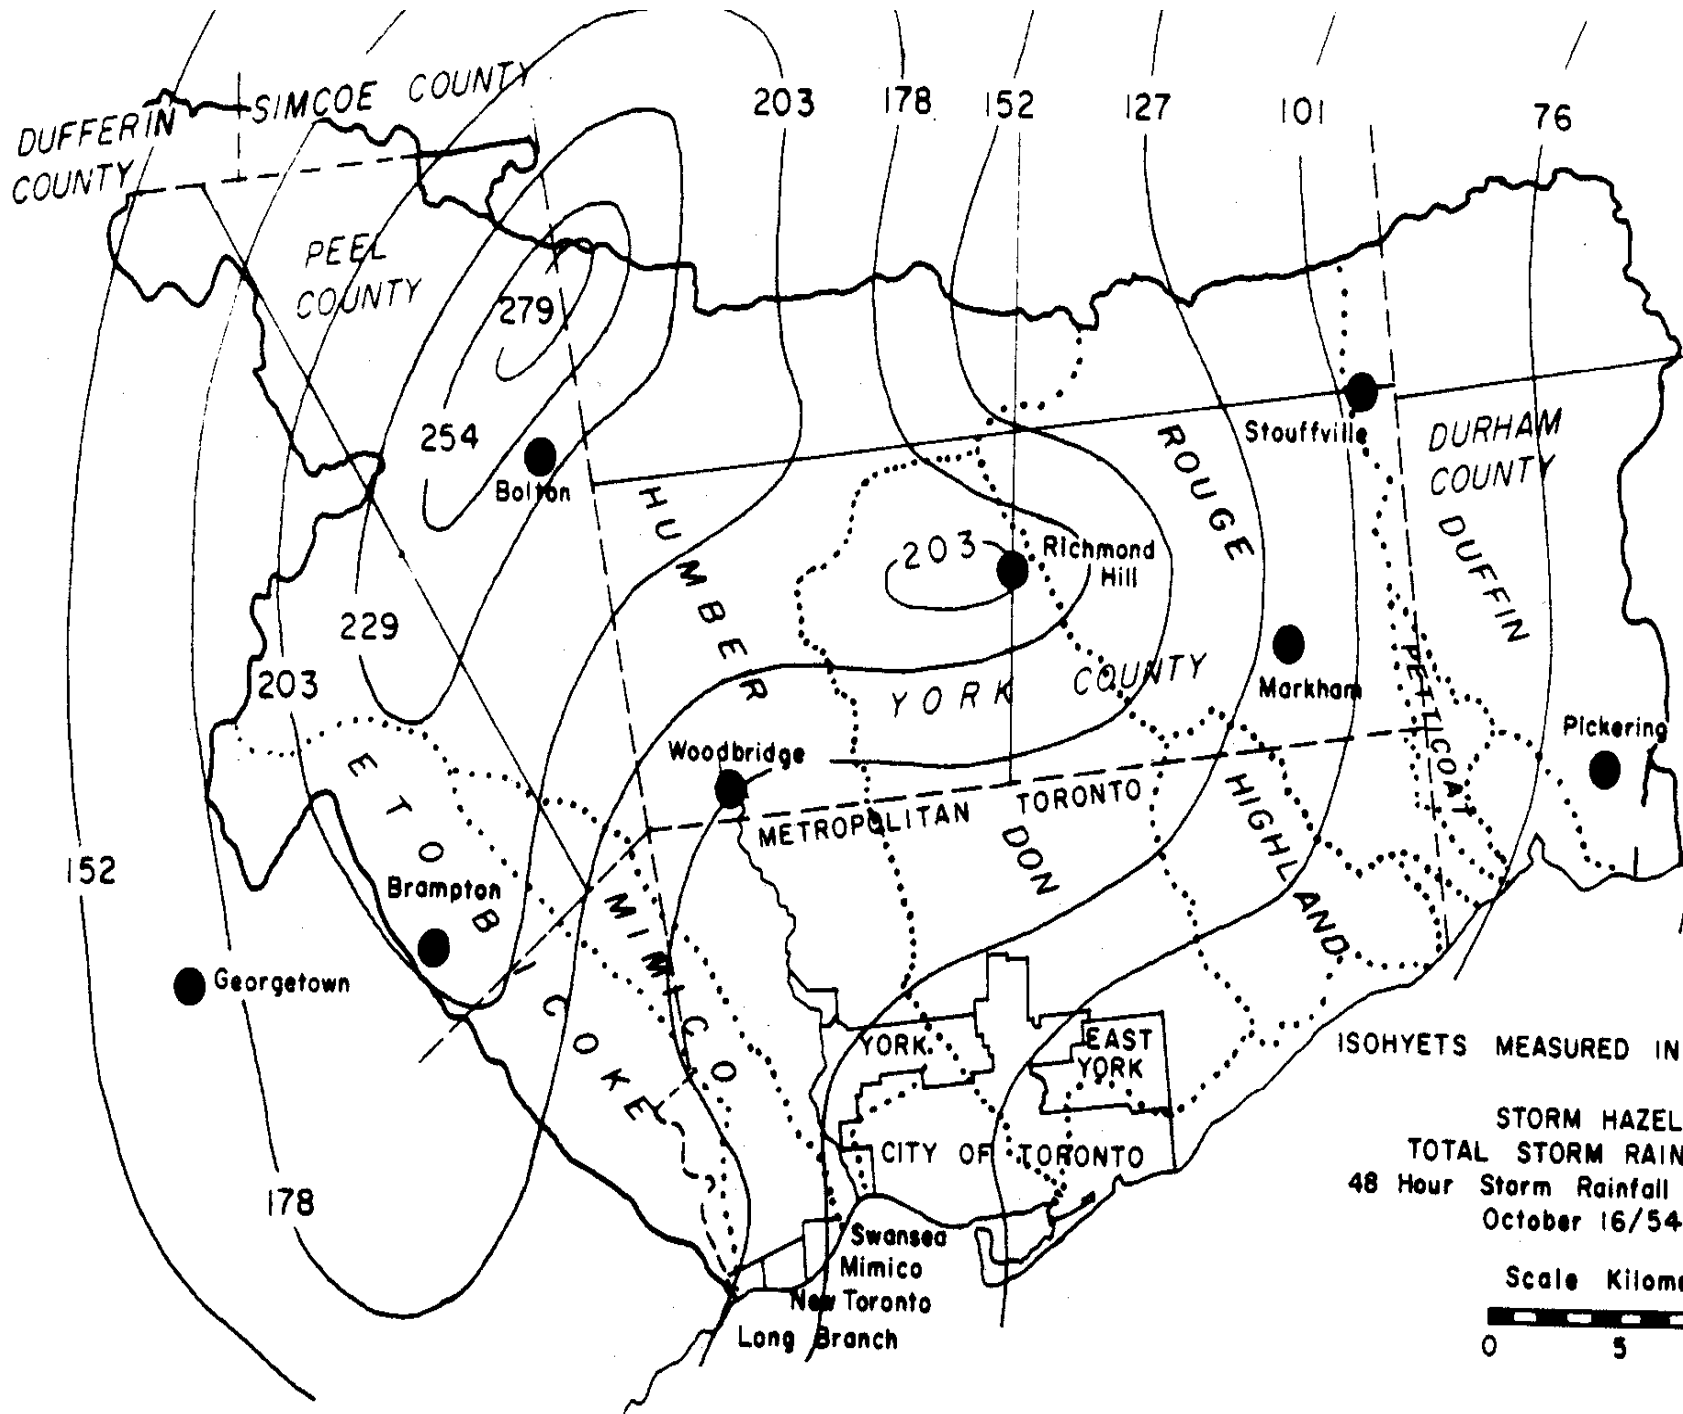 DUFFERIN
COUNTY
SIMCOE COUNTY
203
178
152
127
101
76
PEEL
COUNTY
279
254
Bolton
229
203
152
178
HUMBER
203
Richmond
Hill
ROUGE
Stouffville
DURHAM
COUNTY
DUFFIN
PETTICOAT
Markham
Pickering
YORK COUNTY
Woodbridge
METROPOLITAN TORONTO
DON
HIGHLAND
ETOBICOKE
MIMICO
Brampton
Georgetown
YORK
EAST
YORK
CITY OF TORONTO
Swansea
Mimico
New Toronto
Long Branch
ISOHYETS MEASURED IN
STORM HAZEL
TOTAL STORM RAIN
48 Hour Storm Rainfall
October 16/54
Scale Kilome
0 5